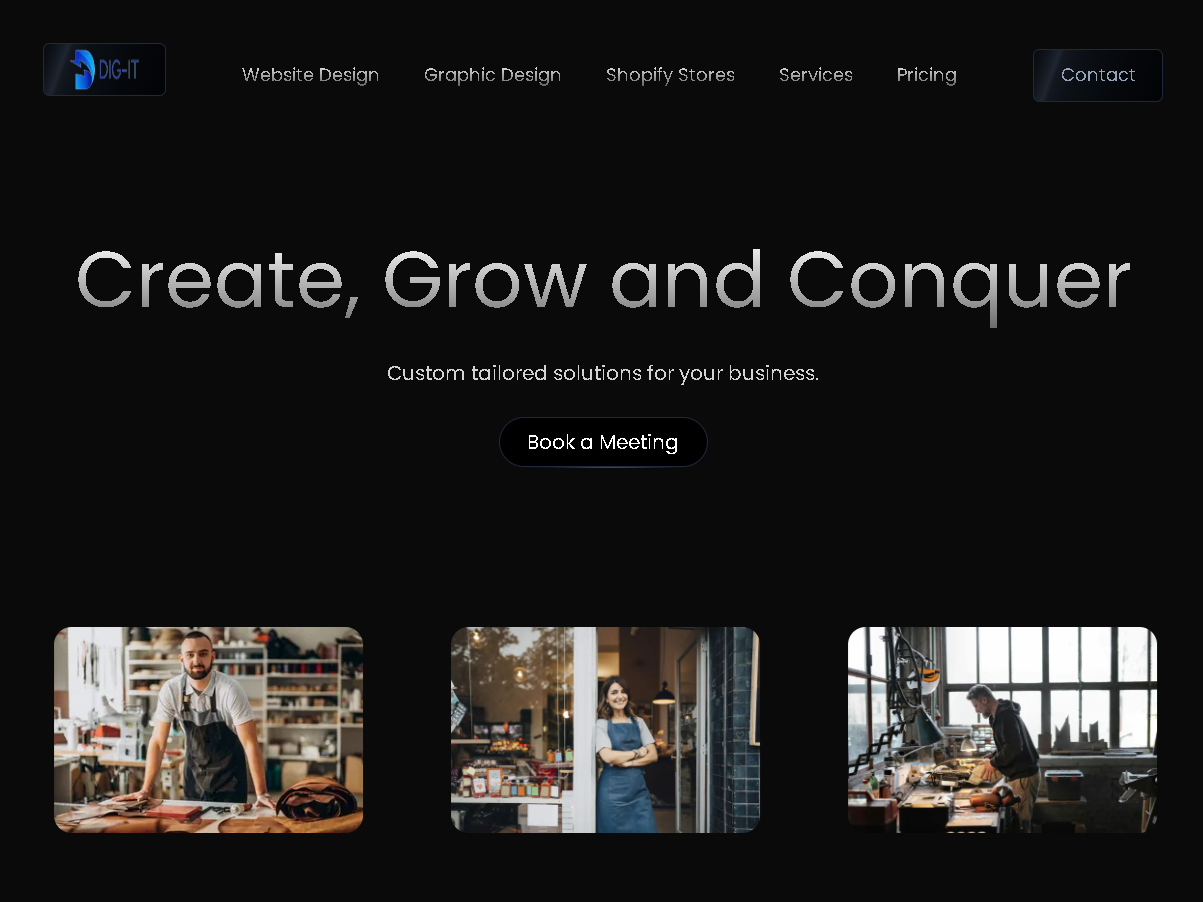 DIG-IT
Website Design
Graphic Design
Shopify Stores
Services
Pricing
Contact
Create, Grow and Conquer
Custom tailored solutions for your business.
Book a Meeting